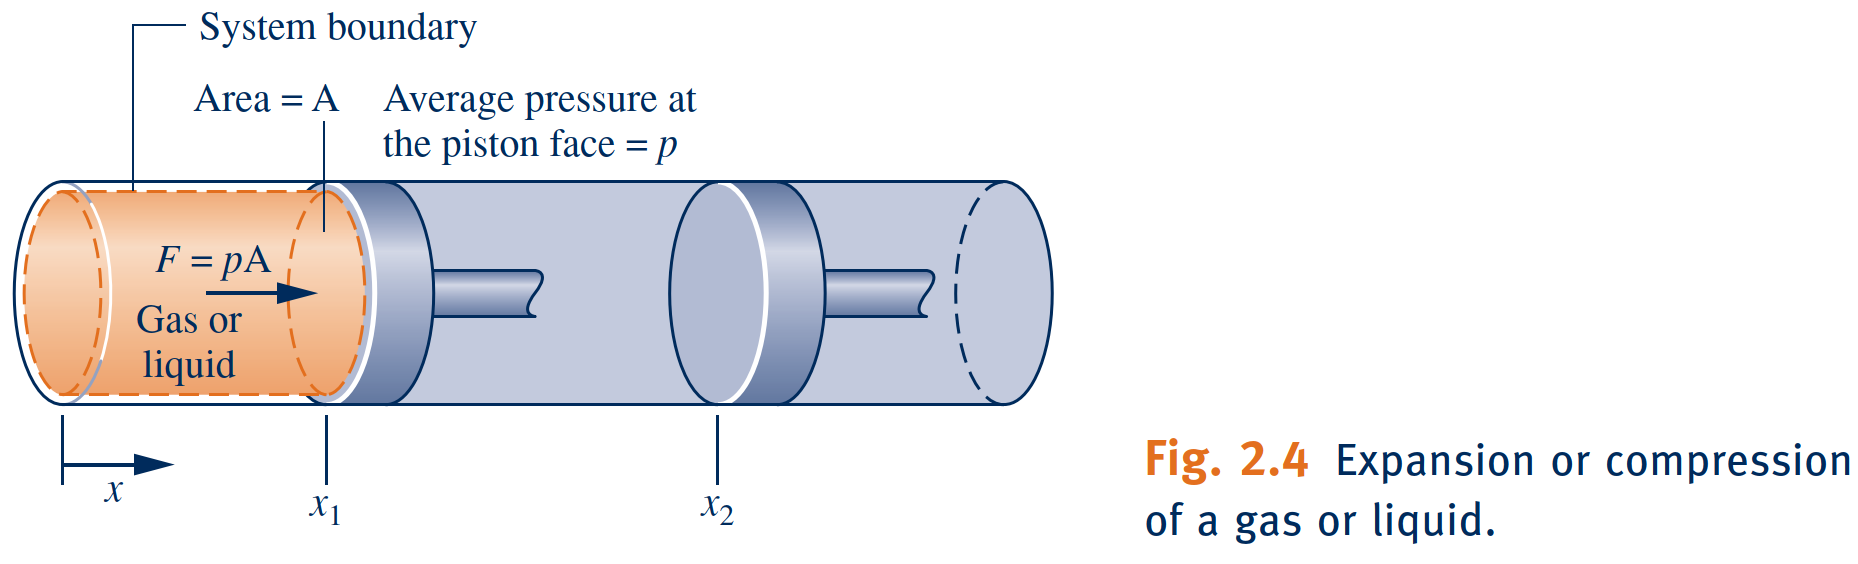 System boundary
Area = A
Average pressure at
the piston face = p
F = pA
Gas or
liquid
x
x1
x2
Fig. 2.4 Expansion or compression
of a gas or liquid.